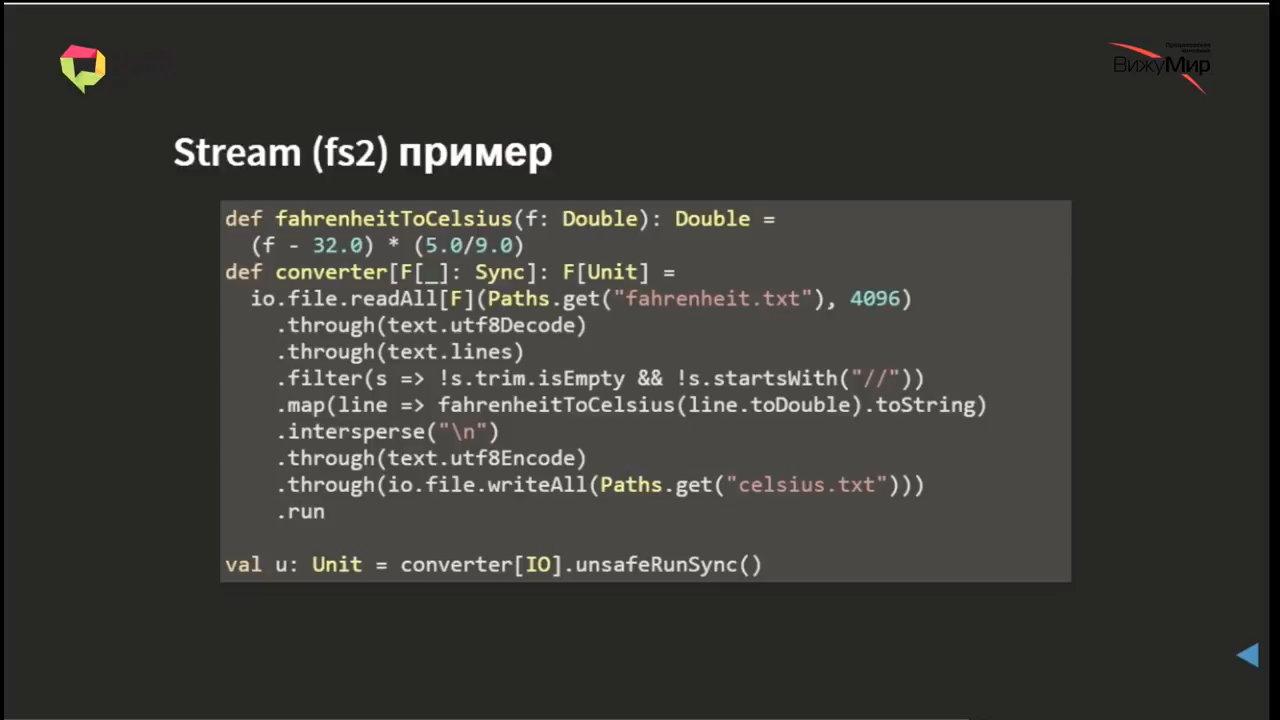 ВижуМир
Stream (fs2) пример
def fahrenheitToCelsius(f: Double): Double =
  (f - 32.0) * (5.0/9.0)
def converter[F[_]: Sync]: F[Unit] =
  io.file.readAll[F](Paths.get("fahrenheit.txt"), 4096)
    .through(text.utf8Decode)
    .through(text.lines)
    .filter(s => !s.trim.isEmpty && !s.startsWith("//"))
    .map(line => fahrenheitToCelsius(line.toDouble).toString)
    .intersperse("\n")
    .through(text.utf8Encode)
    .through(io.file.writeAll(Paths.get("celsius.txt")))
    .run
val u: Unit = converter[IO].unsafeRunSync()